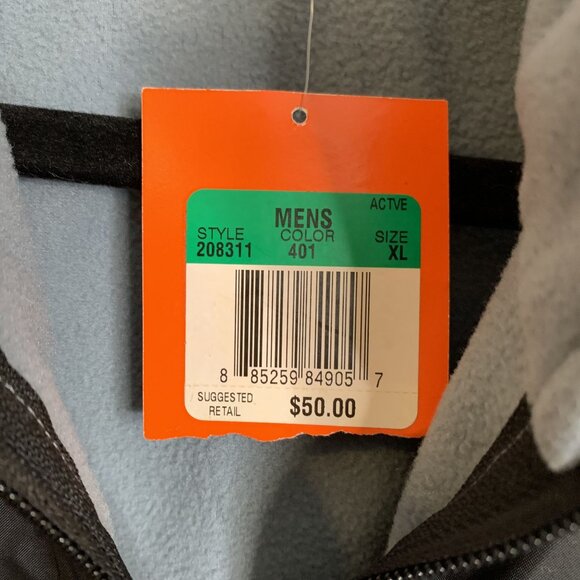 MENS ACTVE
STYLE COLOR SIZE
208311 401 XL
8 85259 84905 7
SUGGESTED
RETAIL $50.00